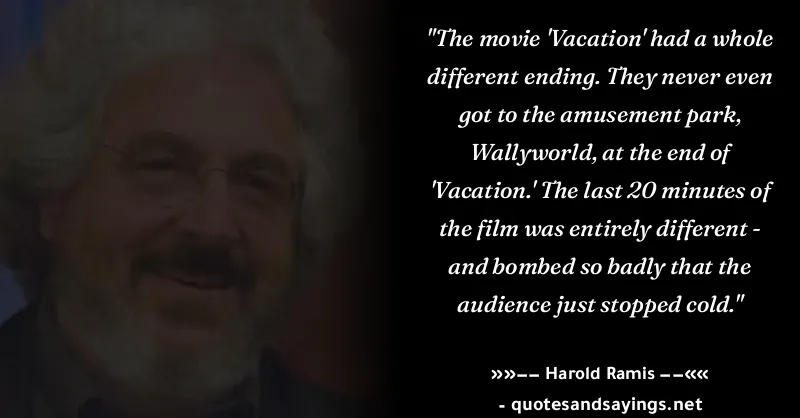 "The movie 'Vacation' had a whole
different ending. They never even
got to the amusement park,
Wallyworld, at the end of
'Vacation.' The last 20 minutes of
the film was entirely different -
and bombed so badly that the
audience just stopped cold."
»»–– Harold Ramis ––««
- quotesandsayings.net